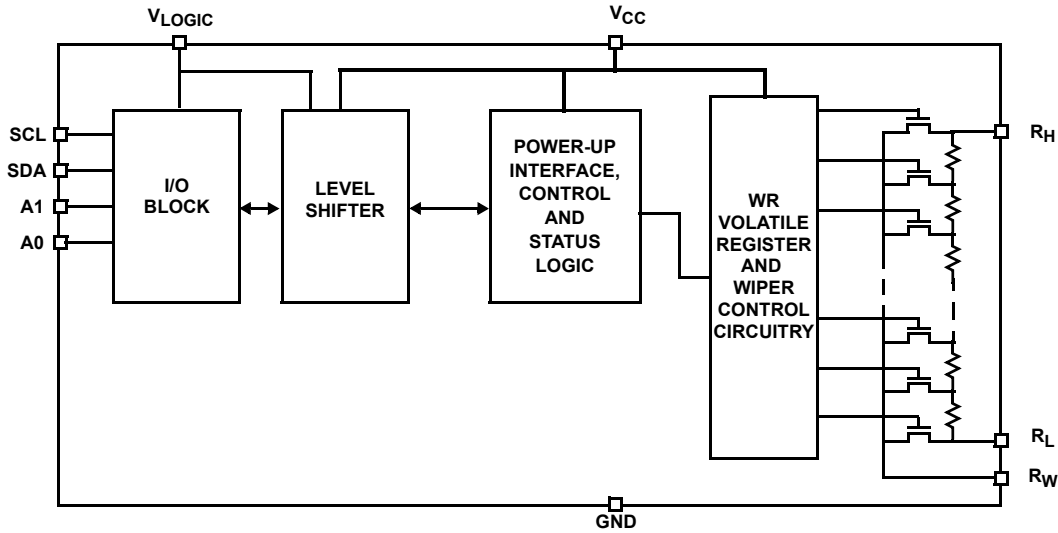 VLOGIC
VCC
SCL
SDA
A1
A0
I/O
BLOCK
LEVEL
SHIFTER
POWER-UP
INTERFACE,
CONTROL
AND
STATUS
LOGIC
WR
VOLATILE
REGISTER
AND
WIPER
CONTROL
CIRCUITRY
RH
RL
RW
GND